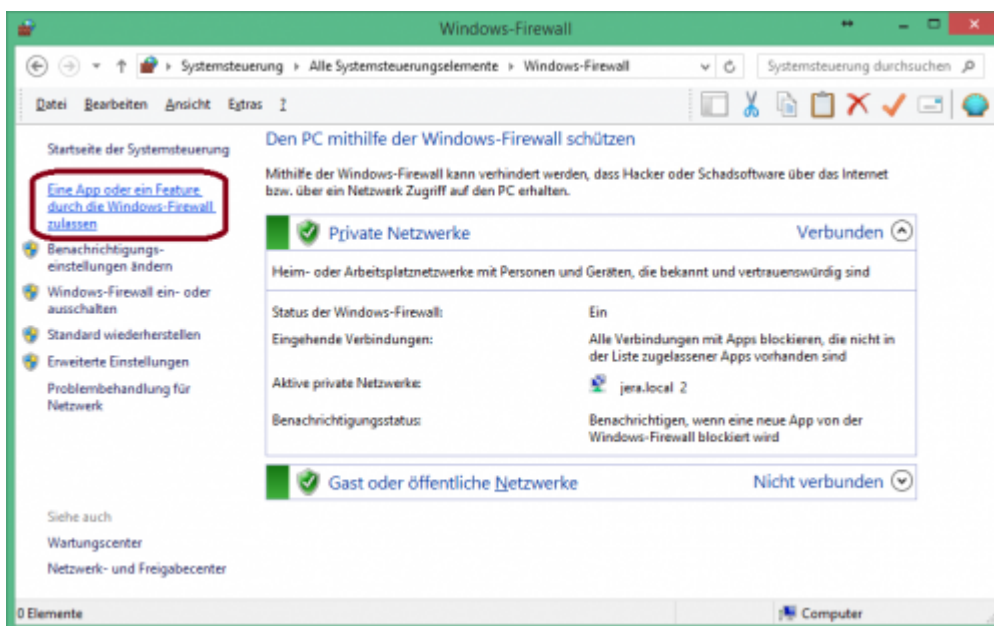 Windows-Firewall
Systemsteuerung Alle Systemsteuerungselemente Windows-Firewall
Systemsteuerung durchsuchen
Datei Bearbeiten Ansicht Extras ?
Startseite der Systemsteuerung
Eine App oder ein Feature
durch die Windows-Firewall
zulassen
Benachrichtigungs-
einstellungen ändern
Windows-Firewall ein- oder
ausschalten
Standard wiederherstellen
Erweiterte Einstellungen
Problembehandlung für
Netzwerk
Siehe auch
Wartungscenter
Netzwerk- und Freigabecenter
Den PC mithilfe der Windows-Firewall schützen
Mithilfe der Windows-Firewall kann verhindert werden, dass Hacker oder Schadsoftware über das Internet
bzw. über ein Netzwerk Zugriff auf den PC erhalten.
Private Netzwerke Verbunden
Heim- oder Arbeitsplatznetzwerke mit Personen und Geräten, die bekannt und vertrauenswürdig sind
Status der Windows-Firewall: Ein
Eingehende Verbindungen: Alle Verbindungen mit Apps blockieren, die nicht in
der Liste zugelassener Apps vorhanden sind
Aktive private Netzwerke: jera.local 2
Benachrichtigungsstatus: Benachrichtigen, wenn eine neue App von der
Windows-Firewall blockiert wird
Gast oder öffentliche Netzwerke Nicht verbunden
0 Elemente
Computer